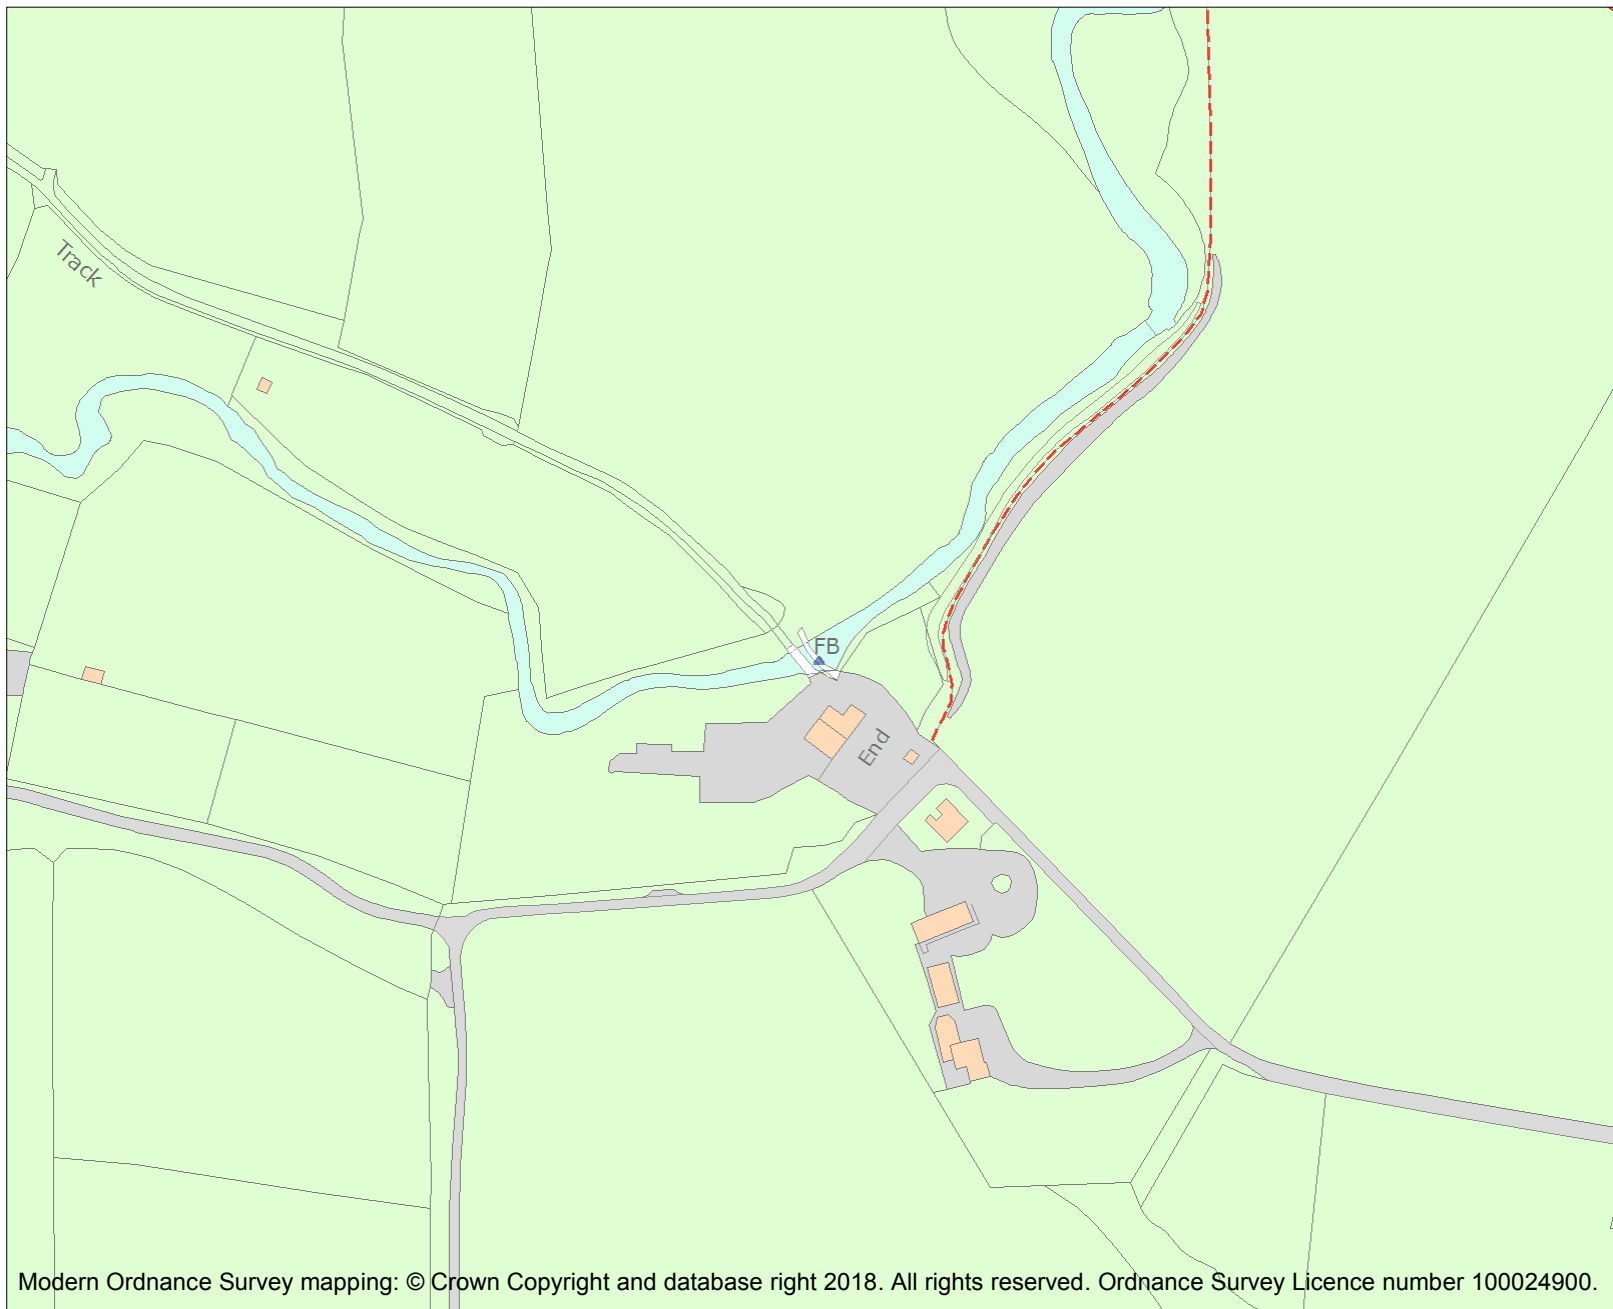 Track
FB
End
Modern Ordnance Survey mapping: © Crown Copyright and database right 2018. All rights reserved. Ordnance Survey Licence number 100024900.